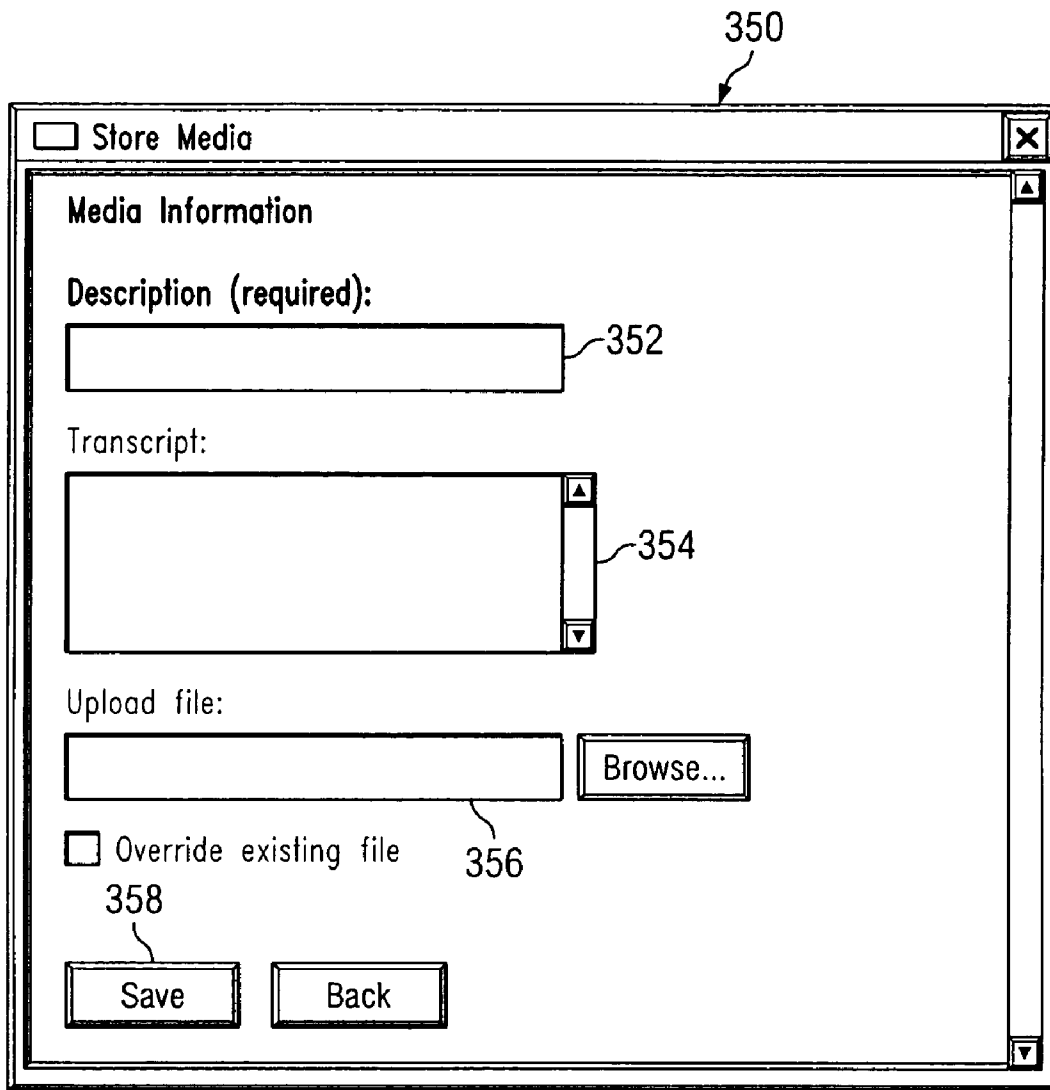 350
Store Media
Media Information
Description (required):
352
Transcript:
354
Upload file:
Browse...
356
Override existing file
358
Save
Back